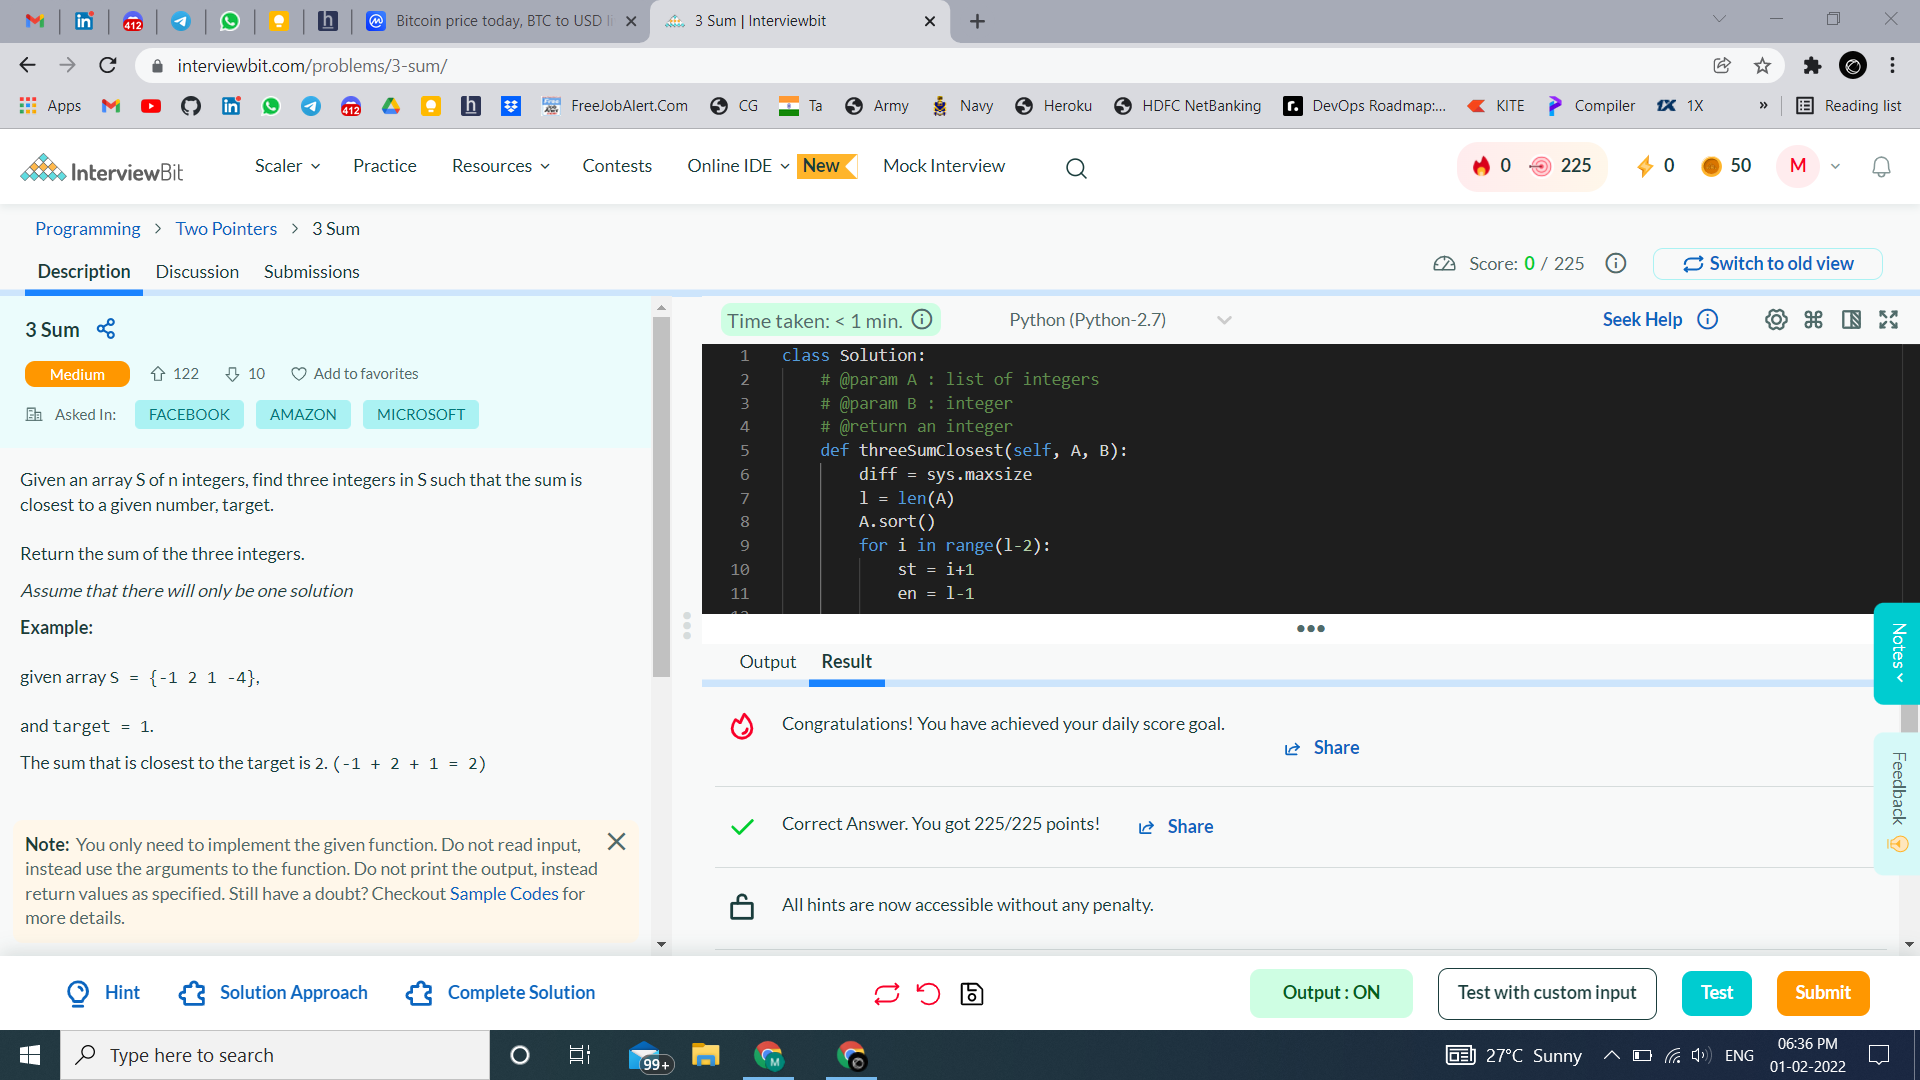 412
Bitcoin price today, BTC to USD li
3 Sum | Interviewbit
interviewbit.com/problems/3-sum/
Apps
412
FreeJobAlert.Com
CG
Ta
Army
Navy
Heroku
HDFC NetBanking
DevOps Roadmap:...
KITE
Compiler
1X
»
Reading list
InterviewBit
Scaler
Practice
Resources
Contests
Online IDE
New
Mock Interview
0
225
0
50
M
Programming > Two Pointers > 3 Sum
Description
Discussion
Submissions
Score: 0 / 225
Switch to old view
3 Sum
Medium
122
10
Add to favorites
Asked In:
FACEBOOK
AMAZON
MICROSOFT
Given an array S of n integers, find three integers in S such that the sum is
closest to a given number, target.
Return the sum of the three integers.
Assume that there will only be one solution
Example:
given array S = {-1 2 1 -4},
and target = 1.
The sum that is closest to the target is 2. (-1 + 2 + 1 = 2)
Note: You only need to implement the given function. Do not read input,
instead use the arguments to the function. Do not print the output, instead
return values as specified. Still have a doubt? Checkout Sample Codes for
more details.
Time taken: < 1 min.
Python (Python-2.7)
Seek Help
1 class Solution:
2 # @param A : list of integers
3 # @param B : integer
4 # @return an integer
5 def threeSumClosest(self, A, B):
6 diff = sys.maxsize
7 l = len(A)
8 A.sort()
9 for i in range(l-2):
10 st = i+1
11 en = l-1
Output
Result
Congratulations! You have achieved your daily score goal.
Share
Correct Answer. You got 225/225 points!
Share
All hints are now accessible without any penalty.
Notes
Feedback
Hint
Solution Approach
Complete Solution
Output : ON
Test with custom input
Test
Submit
Type here to search
99+
M
27°C Sunny
ENG
06:36 PM
01-02-2022